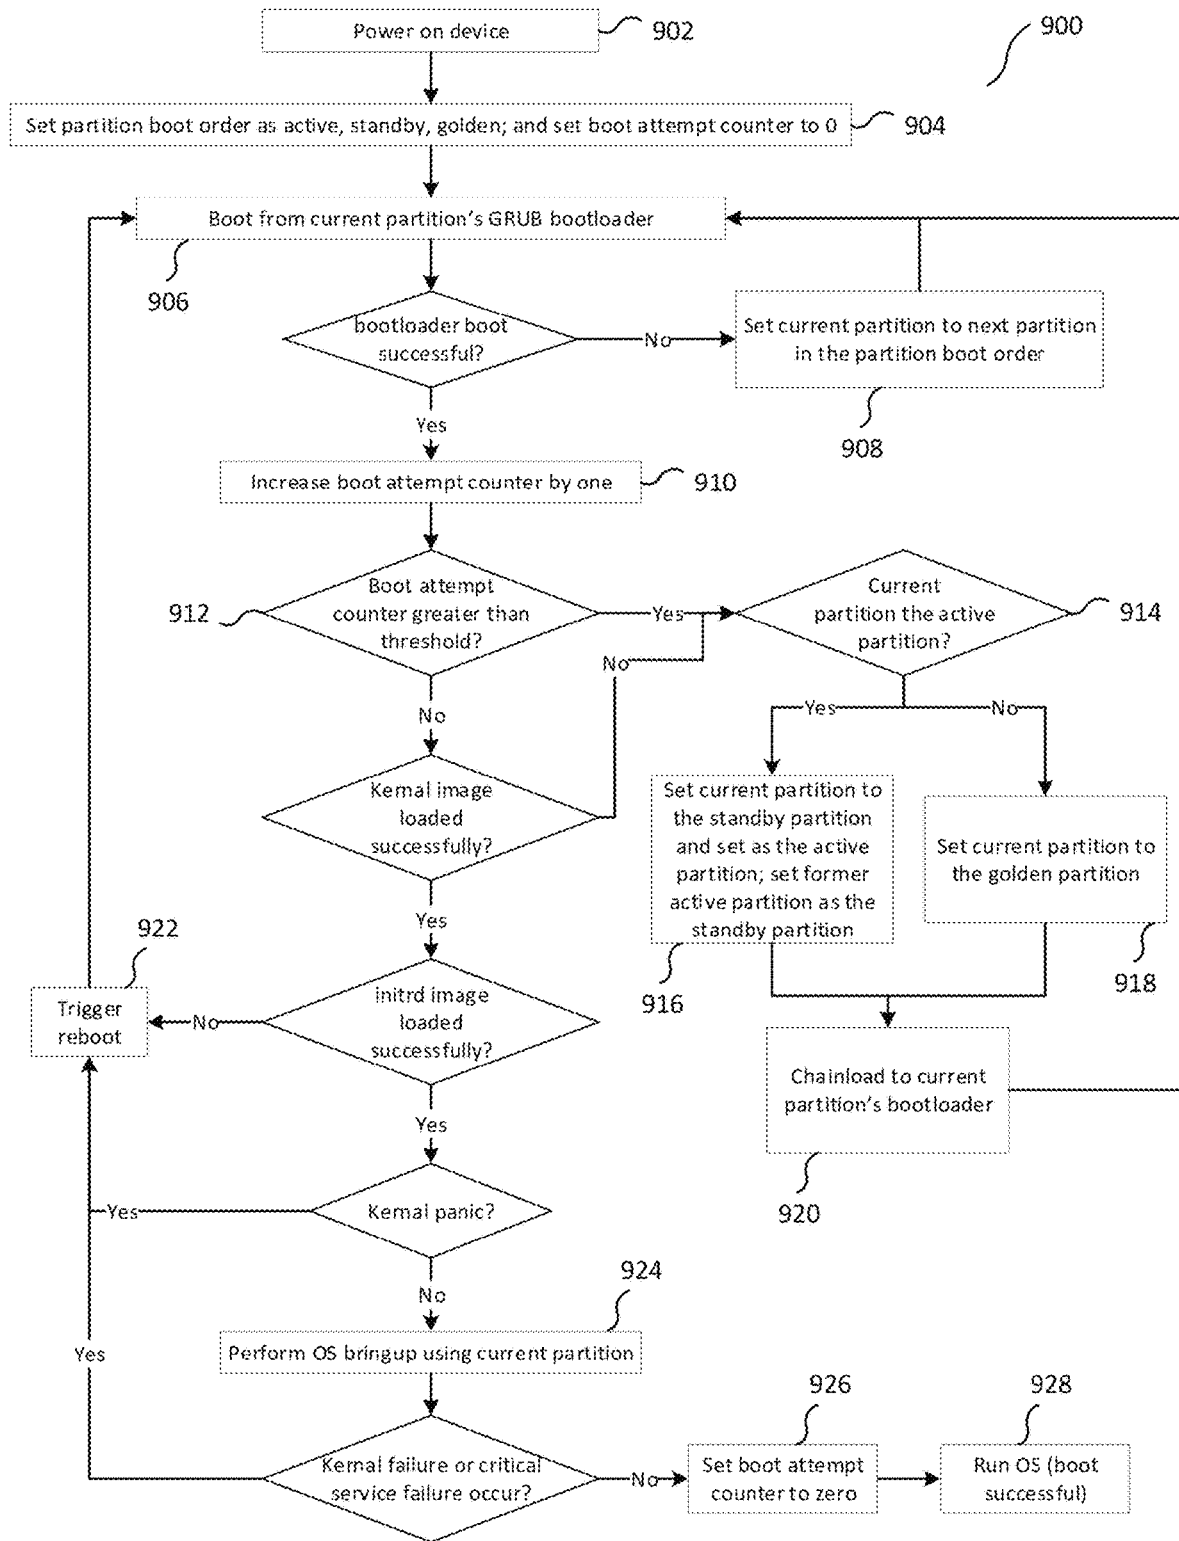 Power on device
902
900
Set partition boot order as active, standby, golden; and set boot attempt counter to 0
904
Boot from current partition's GRUB bootloader
906
bootloader boot
successful?
No
Set current partition to next partition
in the partition boot order
908
Yes
Increase boot attempt counter by one
910
912
Boot attempt
counter greater than
threshold?
Yes
Current
partition the active
partition?
914
No
No
Yes
No
Kernal image
loaded
successfully?
Set current partition to
the standby partition
and set as the active
partition; set former
active partition as the
standby partition
916
Set current partition to
the golden partition
918
Yes
922
Trigger
reboot
No
initrd image
loaded
successfully?
Chainload to current
partition's bootloader
920
Yes
Yes
Kernal panic?
No
924
Perform OS bringup using current partition
Yes
Kernal failure or critical
service failure occur?
No
926
Set boot attempt
counter to zero
928
Run OS (boot
successful)